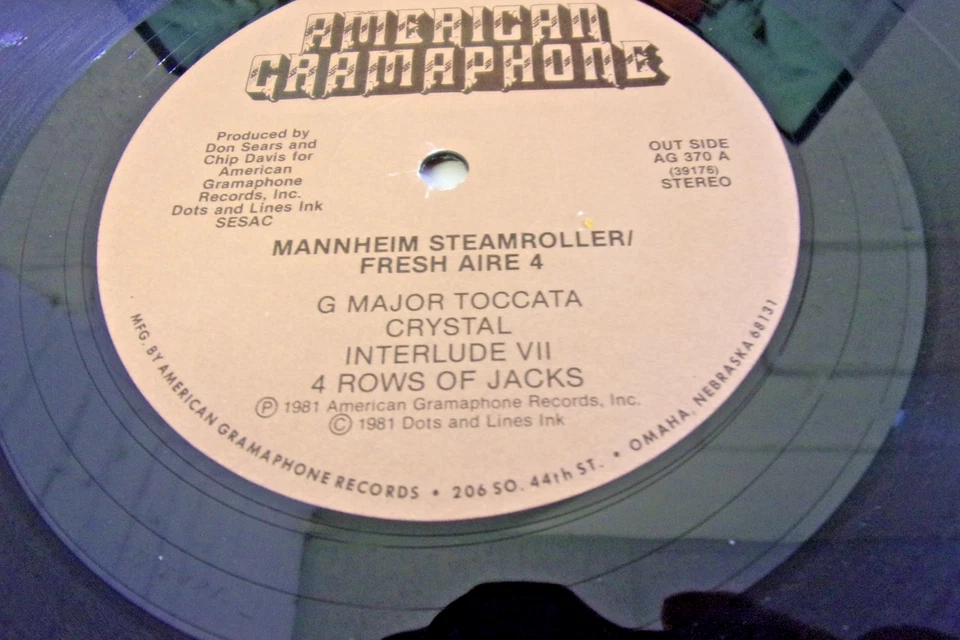 AMERICAN
GRAMAPHONE
Produced by
Don Sears and
Chip Davis for
American
Gramaphone
Records, Inc.
Dots and Lines Ink
SESAC
OUT SIDE
AG 370 A
(39176)
STEREO
MANNHEIM STEAMROLLER/
FRESH AIRE 4
G MAJOR TOCCATA
CRYSTAL
INTERLUDE VII
4 ROWS OF JACKS
Ⓟ 1981 American Gramaphone Records, Inc.
© 1981 Dots and Lines Ink
MFG. BY AMERICAN GRAMAPHONE RECORDS • 206 SO. 44th ST. • OMAHA, NEBRASKA 68131